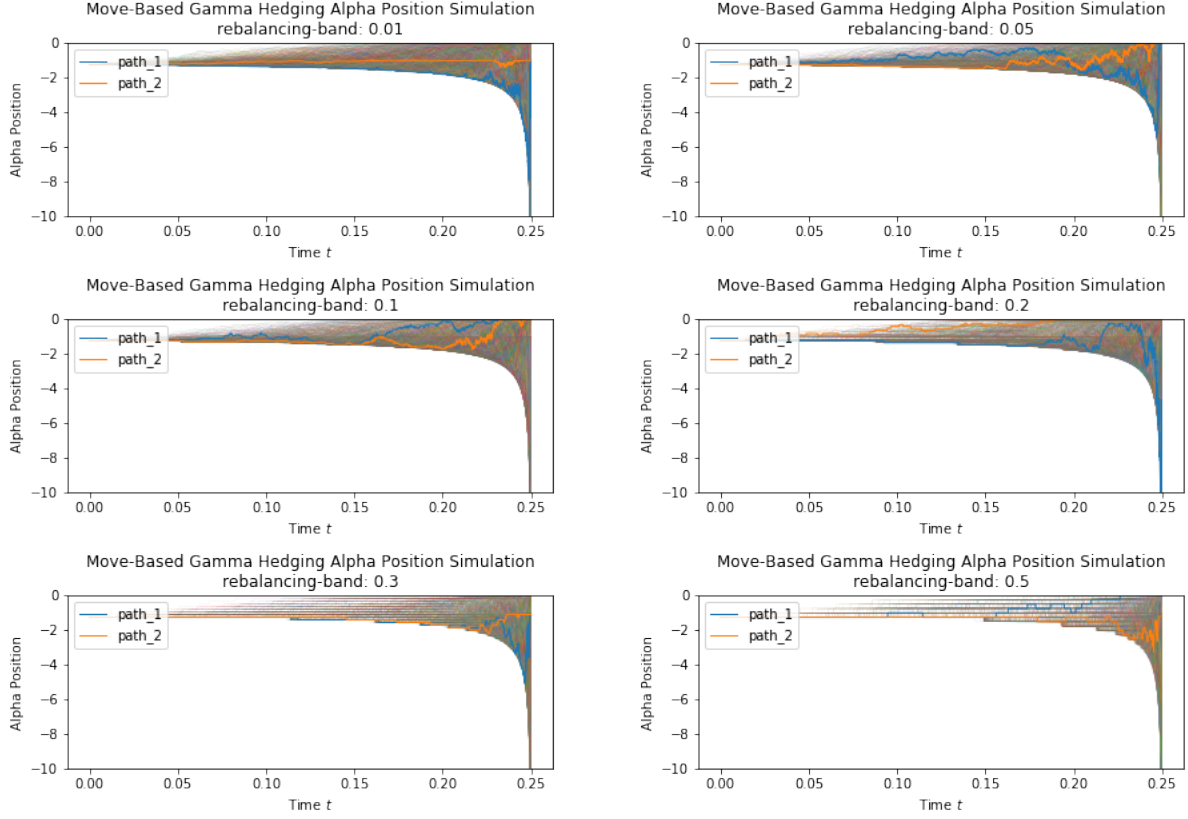 Move-Based Gamma Hedging Alpha Position Simulation
rebalancing-band: 0.01
0
−2
−4
−6
−8
−10
Alpha Position
path_1
path_2
0.00 0.05 0.10 0.15 0.20 0.25
Time t
Move-Based Gamma Hedging Alpha Position Simulation
rebalancing-band: 0.05
0
−2
−4
−6
−8
−10
Alpha Position
path_1
path_2
0.00 0.05 0.10 0.15 0.20 0.25
Time t
Move-Based Gamma Hedging Alpha Position Simulation
rebalancing-band: 0.1
0
−2
−4
−6
−8
−10
Alpha Position
path_1
path_2
0.00 0.05 0.10 0.15 0.20 0.25
Time t
Move-Based Gamma Hedging Alpha Position Simulation
rebalancing-band: 0.2
0
−2
−4
−6
−8
−10
Alpha Position
path_1
path_2
0.00 0.05 0.10 0.15 0.20 0.25
Time t
Move-Based Gamma Hedging Alpha Position Simulation
rebalancing-band: 0.3
0
−2
−4
−6
−8
−10
Alpha Position
path_1
path_2
0.00 0.05 0.10 0.15 0.20 0.25
Time t
Move-Based Gamma Hedging Alpha Position Simulation
rebalancing-band: 0.5
0
−2
−4
−6
−8
−10
Alpha Position
path_1
path_2
0.00 0.05 0.10 0.15 0.20 0.25
Time t